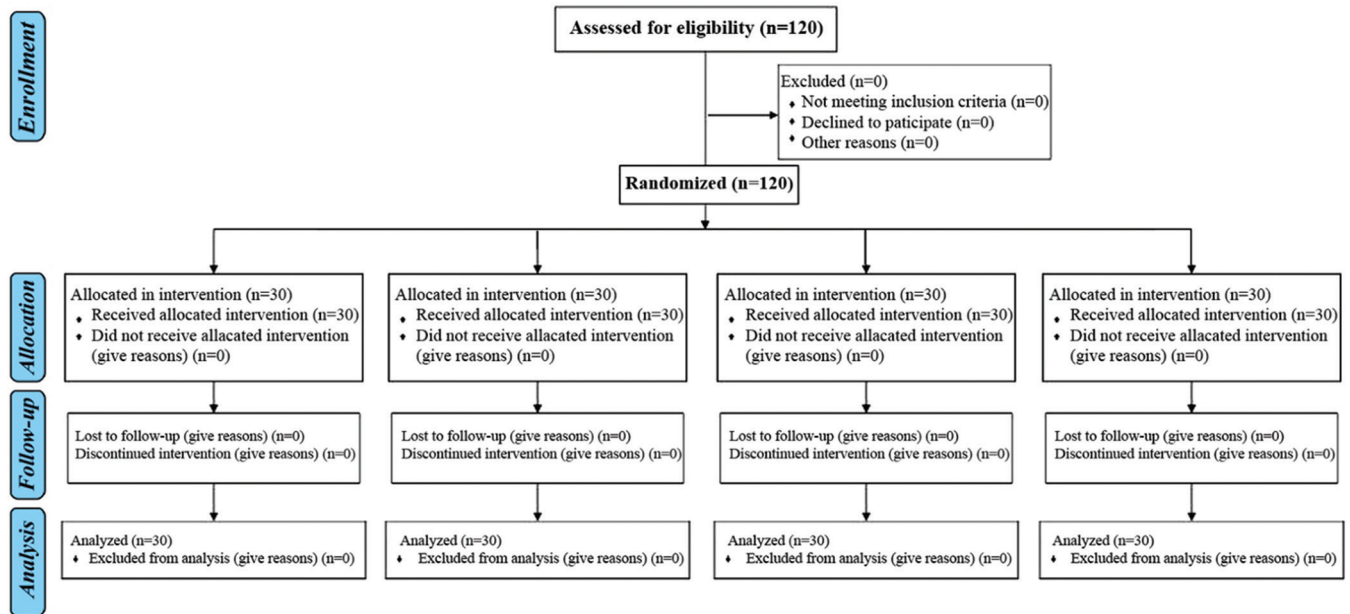 Enrollment
Assessed for eligibility (n=120)
Excluded (n=0)
Not meeting inclusion criteria (n=0)
Declined to paticipate (n=0)
Other reasons (n=0)
Randomized (n=120)
Allocation
Allocated in intervention (n=30)
Received allocated intervention (n=30)
Did not receive allacated intervention
(give reasons) (n=0)
Allocated in intervention (n=30)
Received allocated intervention (n=30)
Did not receive allacated intervention
(give reasons) (n=0)
Allocated in intervention (n=30)
Received allocated intervention (n=30)
Did not receive allacated intervention
(give reasons) (n=0)
Allocated in intervention (n=30)
Received allocated intervention (n=30)
Did not receive allacated intervention
(give reasons) (n=0)
Follow-up
Lost to follow-up (give reasons) (n=0)
Discontinued intervention (give reasons) (n=0)
Lost to follow-up (give reasons) (n=0)
Discontinued intervention (give reasons) (n=0)
Lost to follow-up (give reasons) (n=0)
Discontinued intervention (give reasons) (n=0)
Lost to follow-up (give reasons) (n=0)
Discontinued intervention (give reasons) (n=0)
Analysis
Analyzed (n=30)
Excluded from analysis (give reasons) (n=0)
Analyzed (n=30)
Excluded from analysis (give reasons) (n=0)
Analyzed (n=30)
Excluded from analysis (give reasons) (n=0)
Analyzed (n=30)
Excluded from analysis (give reasons) (n=0)